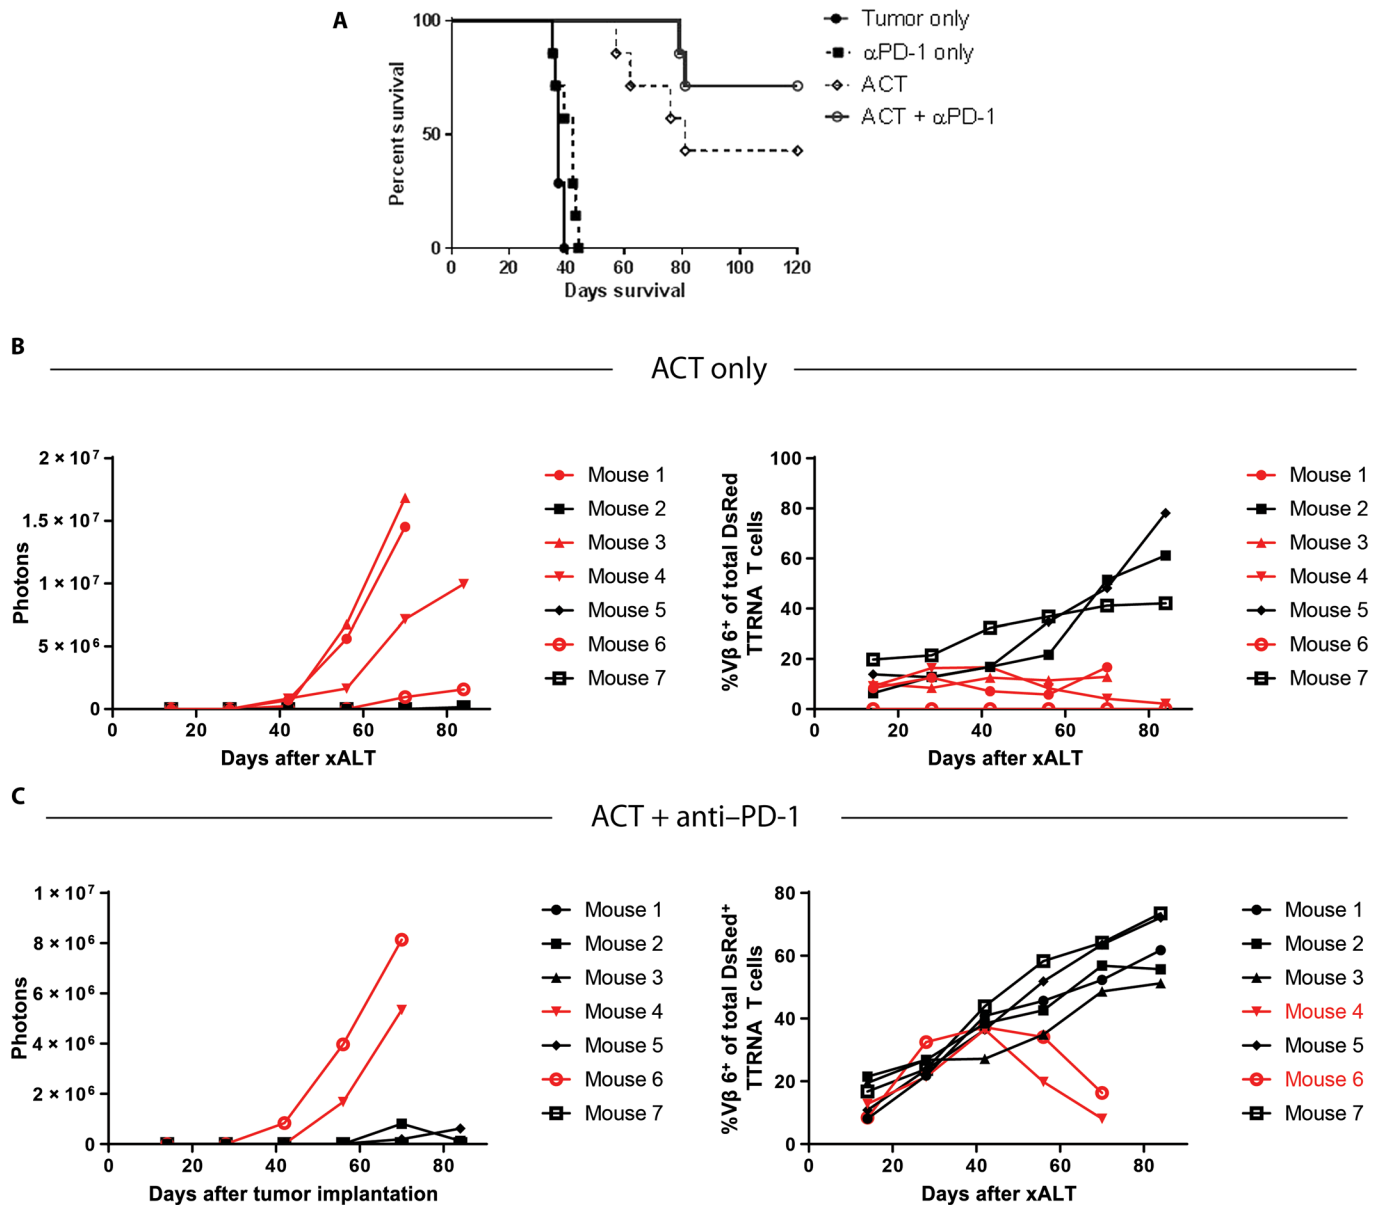 A
Percent survival
100
50
0
0 20 40 60 80 100 120
Days survival
Tumor only
αPD-1 only
ACT
ACT + αPD-1
B
ACT only
Photons
2 × 10⁷
1.5 × 10⁷
1 × 10⁷
5 × 10⁶
0
0 20 40 60 80
Days after xALT
Mouse 1
Mouse 2
Mouse 3
Mouse 4
Mouse 5
Mouse 6
Mouse 7
%Vβ 6⁺ of total DsRed
TTRNA T cells
100
80
60
40
20
0
0 20 40 60 80
Days after xALT
Mouse 1
Mouse 2
Mouse 3
Mouse 4
Mouse 5
Mouse 6
Mouse 7
C
ACT + anti–PD-1
Photons
1 × 10⁷
8 × 10⁶
6 × 10⁶
4 × 10⁶
2 × 10⁶
0
0 20 40 60 80
Days after tumor implantation
Mouse 1
Mouse 2
Mouse 3
Mouse 4
Mouse 5
Mouse 6
Mouse 7
%Vβ 6⁺ of total DsRed⁺
TTRNA T cells
80
60
40
20
0
0 20 40 60 80
Days after xALT
Mouse 1
Mouse 2
Mouse 3
Mouse 4
Mouse 5
Mouse 6
Mouse 7